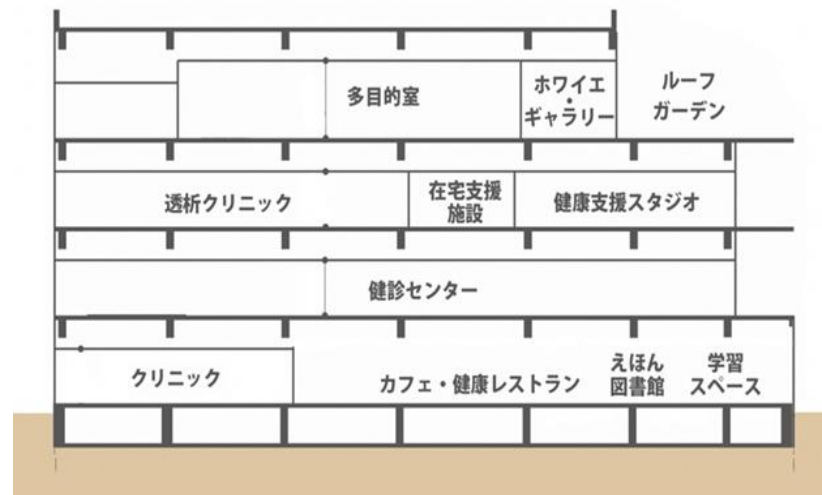 多目的室
ホワイエ
・
ギャラリー
ルーフ
ガーデン
透析クリニック
在宅支援
施設
健康支援スタジオ
健診センター
クリニック
カフェ・健康レストラン
えほん
図書館
学習
スペース